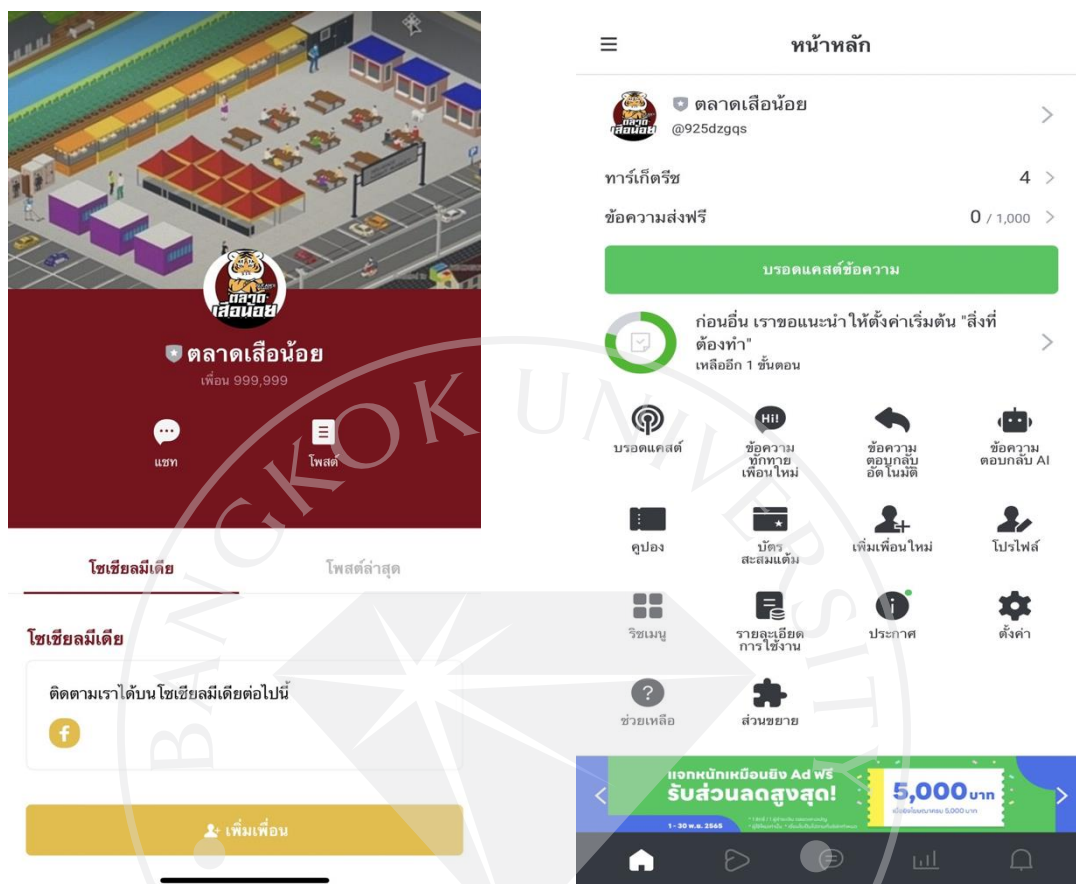 ตลาด
เสือน้อย
ตลาดเสือน้อย
เพื่อน 999,999
แชท
โพสต์
โซเชียลมีเดีย
โพสต์ล่าสุด
โซเชียลมีเดีย
ติดตามเราได้บนโซเชียลมีเดียต่อไปนี้
f
เพิ่มเพื่อน
หน้าหลัก
ตลาด
เสือน้อย
ตลาดเสือน้อย
@925dzgqs
ทาร์เก็ตรีช 4
ข้อความส่งฟรี 0 / 1,000
บรอดแคสต์ข้อความ
ก่อนอื่น เราขอแนะนำให้ตั้งค่าเริ่มต้น "สิ่งที่
ต้องทำ"
เหลืออีก 1 ขั้นตอน
Hi!
บรอดแคสต์
ข้อความ
ทักทาย
เพื่อนใหม่
ข้อความ
ตอบกลับ
อัตโนมัติ
ข้อความ
ตอบกลับ AI
คูปอง
บัตร
สะสมแต้ม
เพิ่มเพื่อนใหม่
โปรไฟล์
ริชเมนู
รายละเอียด
การใช้งาน
ประกาศ
ตั้งค่า
?
ช่วยเหลือ
ส่วนขยาย
แจกหนักเหมือนยิง Ad ฟรี
รับส่วนลดสูงสุด!
5,000 บาท
1 - 30 พ.ย. 2565
BANGKOK UNIVERSITY